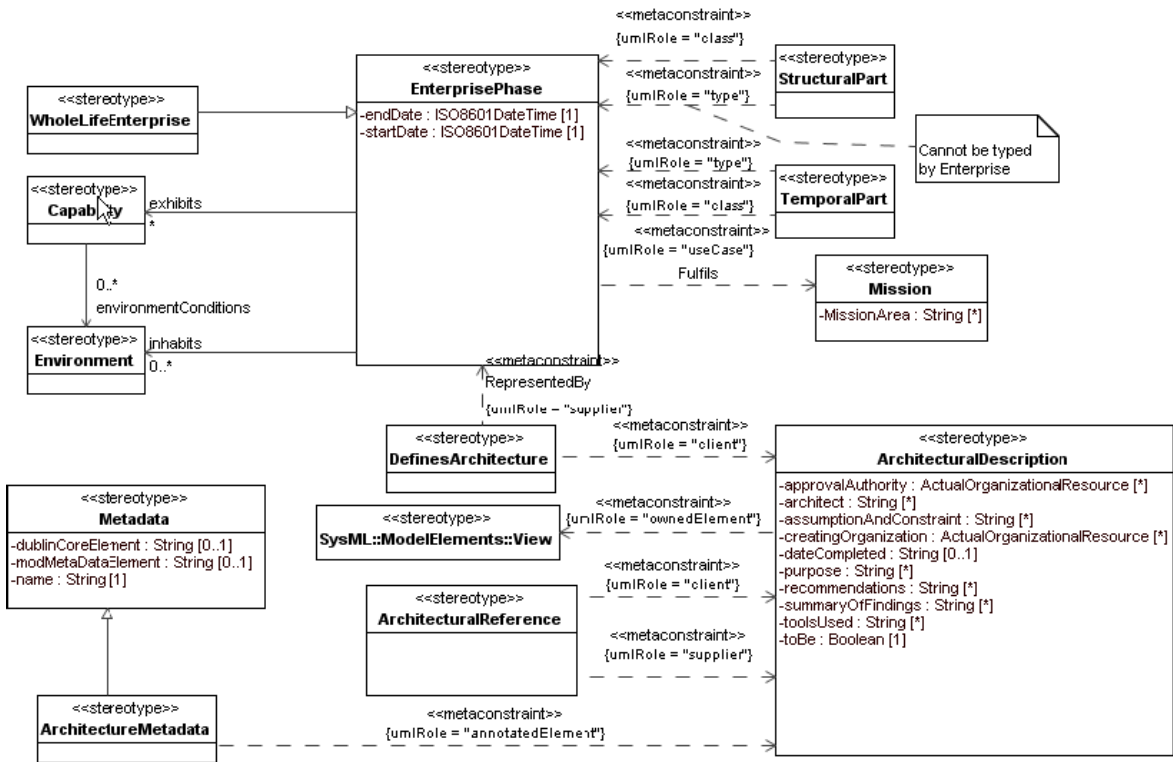 <<metaconstraint>>
{umlRole = "class"}
<<stereotype>>
EnterprisePhase
-endDate : ISO8601DateTime [1]
-startDate : ISO8601DateTime [1]
<<stereotype>>
StructuralPart
<<metaconstraint>>
{umlRole = "type"}
<<stereotype>>
WholeLifeEnterprise
Cannot be typed
by Enterprise
<<metaconstraint>>
{umlRole = "type"}
<<stereotype>>
TemporalPart
<<metaconstraint>>
{umlRole = "class"}
<<stereotype>>
exhibits
*
<<metaconstraint>>
{umlRole = "useCase"}
Fulfils
<<stereotype>>
Mission
-MissionArea : String [*]
0..*
environmentConditions
<<stereotype>>
Environment
inhabits
0..*
<<metaconstraint>>
RepresentedBy
{umlRole = "supplier"}
<<stereotype>>
DefinesArchitecture
<<metaconstraint>>
{umlRole = "client"}
<<stereotype>>
ArchitecturalDescription
-approvalAuthority : ActualOrganizationalResource [*]
-architect : String [*]
-assumptionAndConstraint : String [*]
-creatingOrganization : ActualOrganizationalResource [*]
-dateCompleted : String [0..1]
-purpose : String [*]
-recommendations : String [*]
-summaryOfFindings : String [*]
-toolsUsed : String [*]
-toBe : Boolean [1]
<<stereotype>>
Metadata
-dublinCoreElement : String [0..1]
-modMetaDataElement : String [0..1]
-name : String [1]
<<stereotype>>
SysML::ModelElements::View
<<metaconstraint>>
{umlRole = "ownedElement"}
<<metaconstraint>>
{umlRole = "client"}
<<stereotype>>
ArchitecturalReference
<<metaconstraint>>
{umlRole = "supplier"}
<<stereotype>>
ArchitectureMetadata
<<metaconstraint>>
{umlRole = "annotatedElement"}